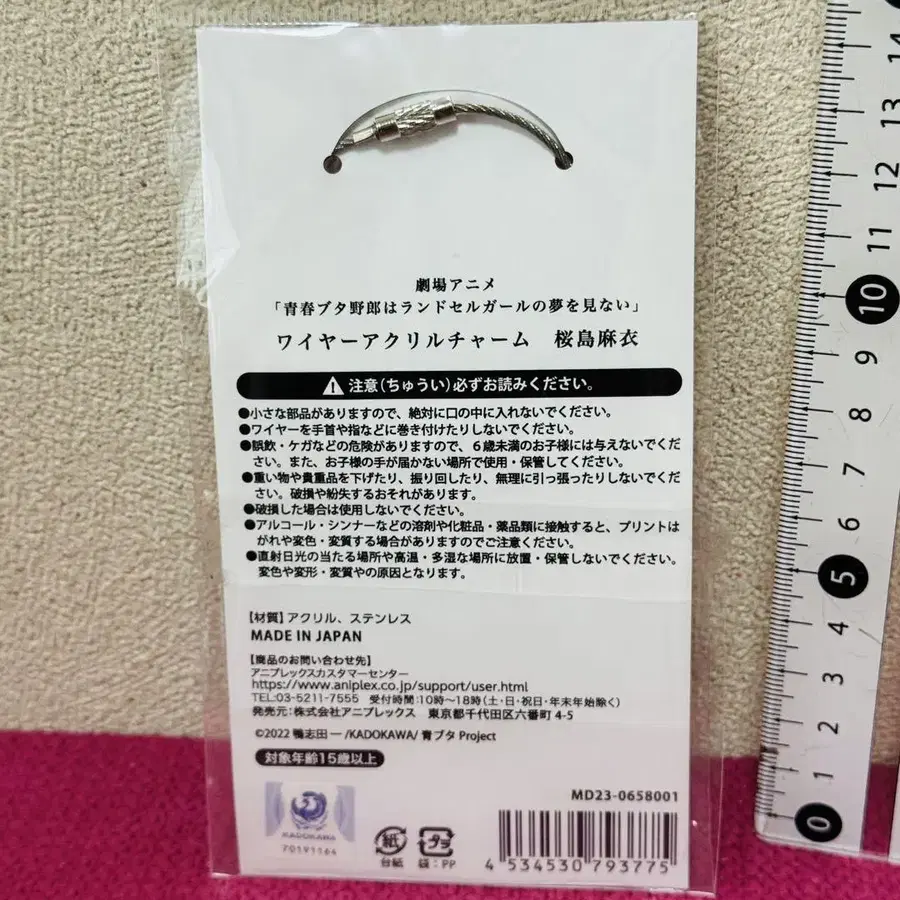 劇場アニメ
「青春ブタ野郎はランドセルガールの夢を見ない」
ワイヤーアクリルチャーム 桜島麻衣
注意(ちゅうい)必ずお読みください。
●小さな部品がありますので、絶対に口の中に入れないでください。
●ワイヤーを手首や指などに巻き付けたりしないでください。
●誤飲・ケガなどの危険がありますので、６歳未満のお子様には与えないでくだ
さい。また、お子様の手が届かない場所で使用・保管してください。
●重い物や貴重品を下げたり、振り回したり、無理に引っ張ったりしないでくだ
さい。破損や紛失するおそれがあります。
●破損した場合は使用しないでください。
●アルコール・シンナーなどの溶剤や化粧品・薬品類に接触すると、プリントは
がれや変色・変質する場合がありますのでご注意ください。
●直射日光の当たる場所や高温・多湿な場所に放置・保管しないでください。
変色や変形・変質やの原因となります。
【材質】アクリル、ステンレス
MADE IN JAPAN
【商品のお問い合わせ先】
アニプレックスカスタマーセンター
https://www.aniplex.co.jp/support/user.html
TEL:03-5211-7555 受付時間:10時～18時(土・日・祝日・年末年始除く)
発売元:株式会社アニプレックス 東京都千代田区六番町 4-5
©2022 鴨志田 一/KADOKAWA/青ブタ Project
対象年齢15歳以上
MD23-0658001
KADOKAWA
70191164
紙
台紙
プラ
袋:PP
4 534530 793775
14
12
11
10
9
8
7
6
5
4
3
2
1
0